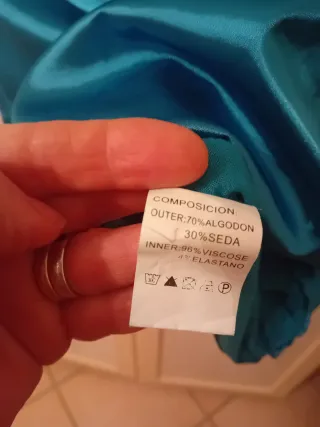 COMPOSICION
OUTER:70%ALGODON
30%SEDA
INNER:96%VISCOSE
4% ELASTANO
P